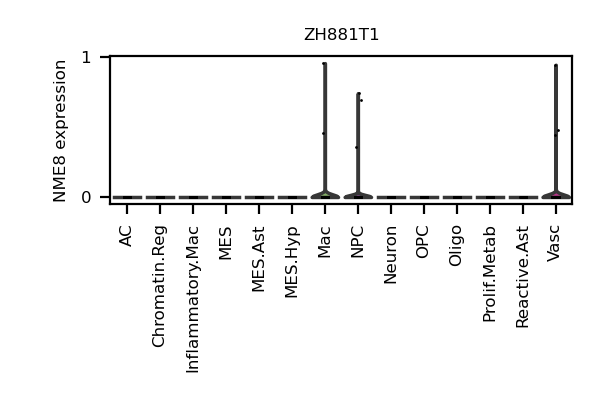 ZH881T1
NME8 expression
1
0
AC
Chromatin.Reg
Inflammatory.Mac
MES
MES.Ast
MES.Hyp
Mac
NPC
Neuron
OPC
Oligo
Prolif.Metab
Reactive.Ast
Vasc